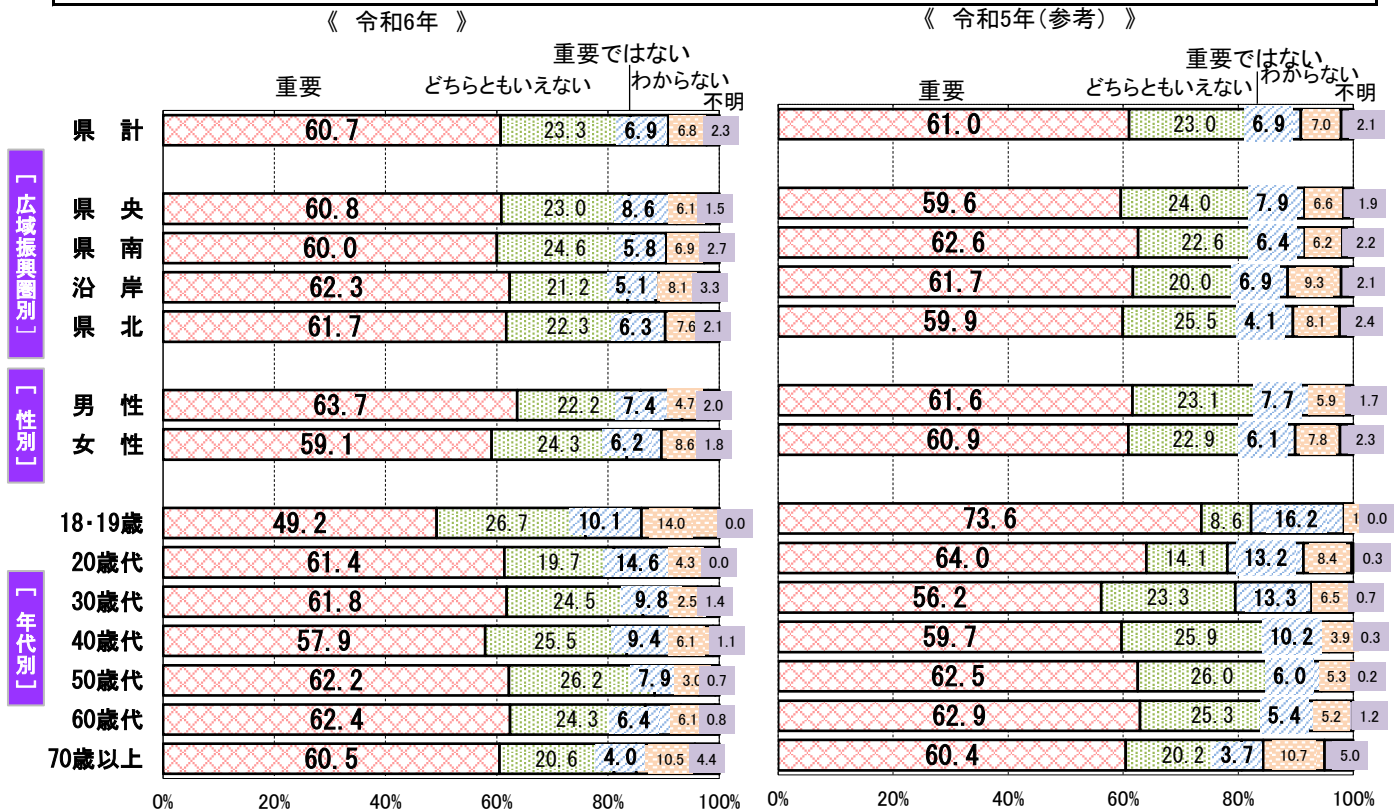 《 令和6年 》
《 令和5年(参考) 》
重要ではない
重要 どちらともいえない わからない
不明
重要ではない
重要 どちらともいえない わからない
不明
県 計 60.7 23.3 6.9 6.8 2.3 61.0 23.0 6.9 7.0 2.1
[ 広域振興圏別 ]
県 央 60.8 23.0 8.6 6.1 1.5 59.6 24.0 7.9 6.6 1.9
県 南 60.0 24.6 5.8 6.9 2.7 62.6 22.6 6.4 6.2 2.2
沿 岸 62.3 21.2 5.1 8.1 3.3 61.7 20.0 6.9 9.3 2.1
県 北 61.7 22.3 6.3 7.6 2.1 59.9 25.5 4.1 8.1 2.4
[ 性別 ]
男 性 63.7 22.2 7.4 4.7 2.0 61.6 23.1 7.7 5.9 1.7
女 性 59.1 24.3 6.2 8.6 1.8 60.9 22.9 6.1 7.8 2.3
[ 年代別 ]
18・19歳 49.2 26.7 10.1 14.0 0.0 73.6 8.6 16.2 1 0.0
20歳代 61.4 19.7 14.6 4.3 0.0 64.0 14.1 13.2 8.4 0.3
30歳代 61.8 24.5 9.8 2.5 1.4 56.2 23.3 13.3 6.5 0.7
40歳代 57.9 25.5 9.4 6.1 1.1 59.7 25.9 10.2 3.9 0.3
50歳代 62.2 26.2 7.9 3.0 0.7 62.5 26.0 6.0 5.3 0.2
60歳代 62.4 24.3 6.4 6.1 0.8 62.9 25.3 5.4 5.2 1.2
70歳以上 60.5 20.6 4.0 10.5 4.4 60.4 20.2 3.7 10.7 5.0
0% 20% 40% 60% 80% 100% 0% 20% 40% 60% 80% 100%